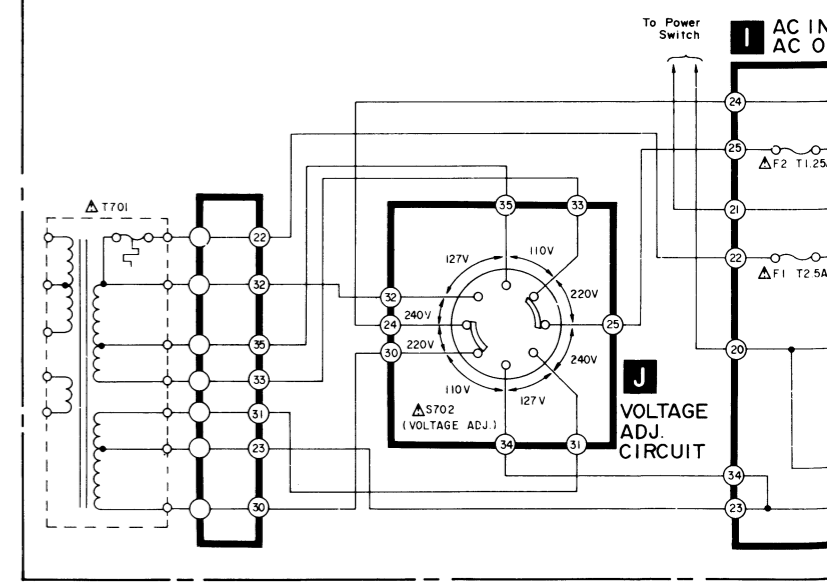 To Power
Switch
I
AC IN
AC O
24
25
⚠F2 T1.25A
21
22
⚠F1 T2.5A
20
34
23
⚠ T701
22
32
35
33
31
23
30
35
33
127V
110V
220V
32
24
240V
25
30
220V
240V
110V
127V
⚠S702
(VOLTAGE ADJ.)
34
31
J
VOLTAGE
ADJ.
CIRCUIT